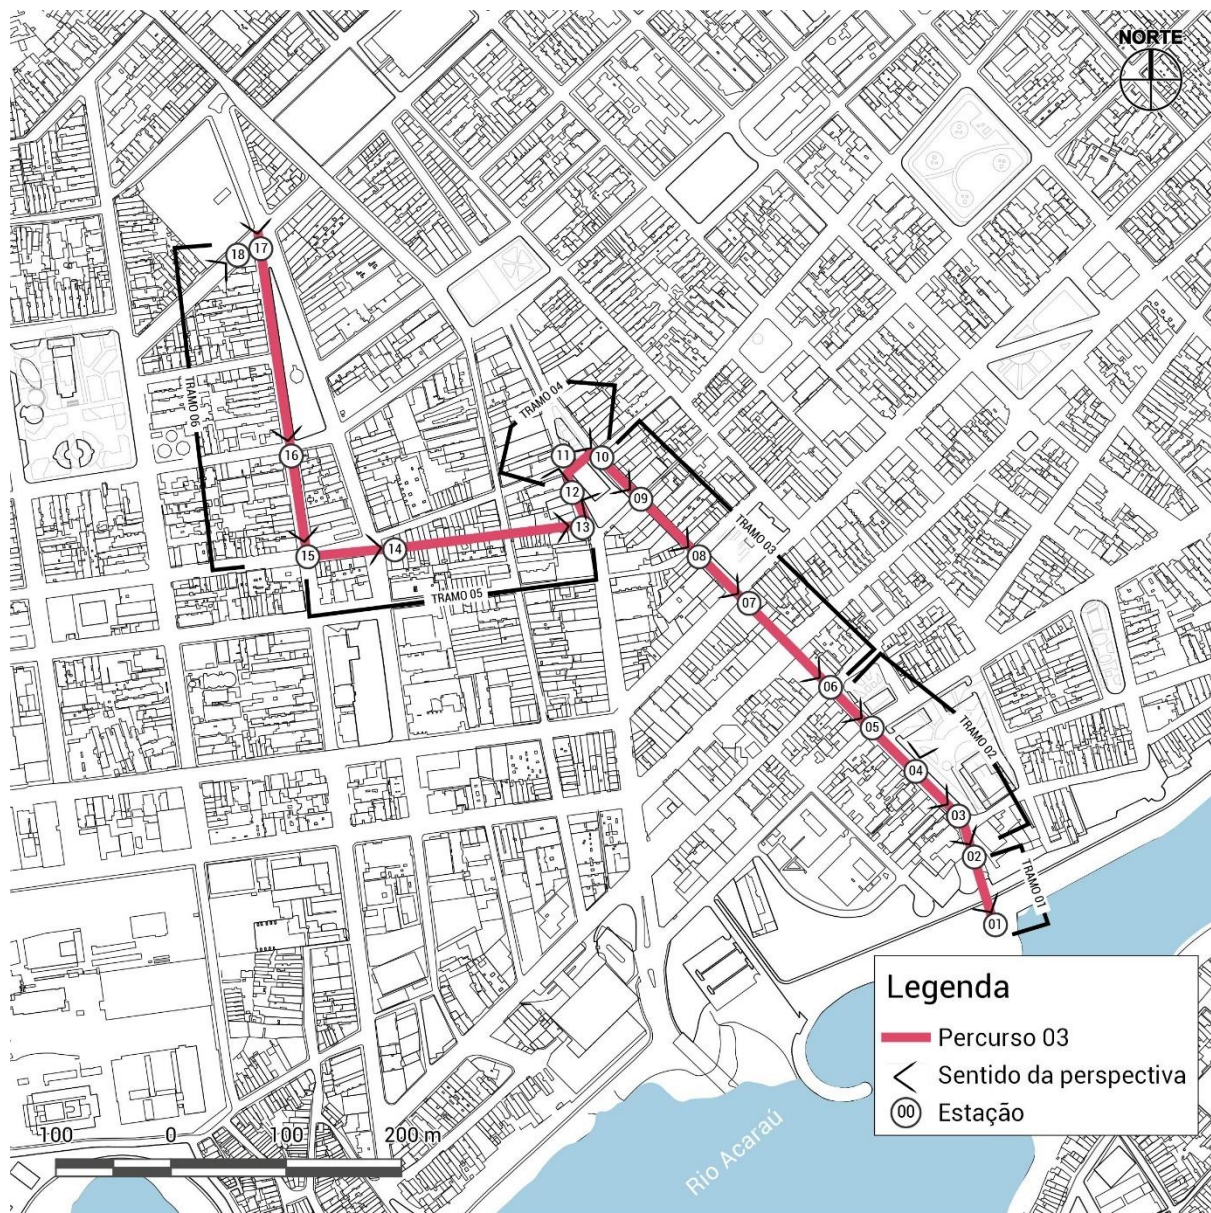 NORTE
17
18
TRAMO 04
TRAMO 06
16
11
10
12
09
13
TRAMO 03
15
14
08
TRAMO 05
07
06
05
TRAMO 02
04
03
02
TRAMO 01
01
Legenda
Percurso 03
Sentido da perspectiva
00 Estação
100 0 100 200 m
Rio Acaraú